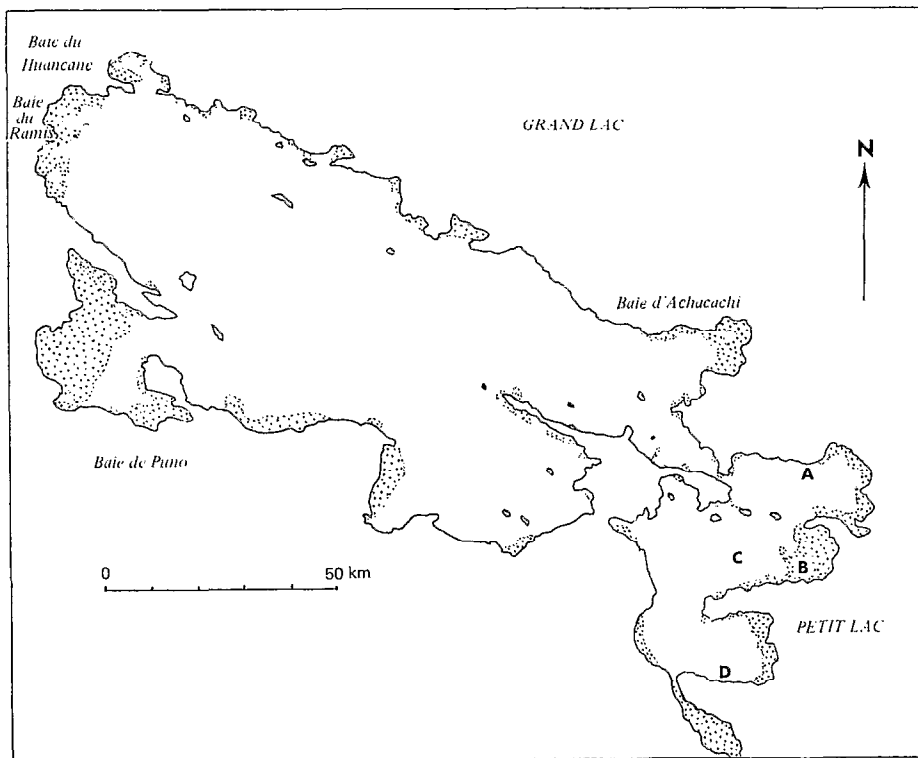 Baie du
Huancane
Baie
du
Ramis
GRAND LAC
N
Baie d'Achacachi
Baie de Puno
A
C
B
0 50 km
PETIT LAC
D